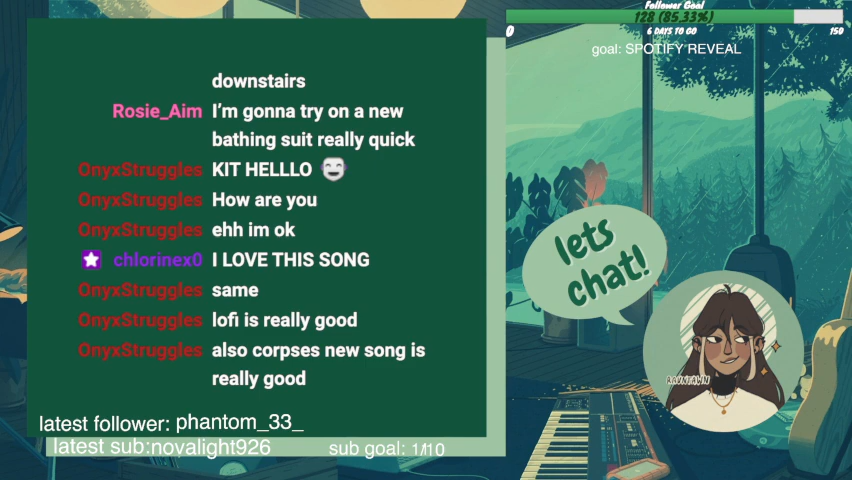 Follower Goal
128 (85.33%)
0 6 DAYS TO GO 150
goal: SPOTIFY REVEAL
downstairs
Rosie_Aim I'm gonna try on a new
bathing suit really quick
OnyxStruggles KIT HELLLO
OnyxStruggles How are you
OnyxStruggles ehh im ok
chlorinex0 I LOVE THIS SONG
OnyxStruggles same
OnyxStruggles lofi is really good
OnyxStruggles also corpses new song is
really good
lets
chat!
latest follower: phantom_33_
latest sub:novalight926
sub goal: 1/10